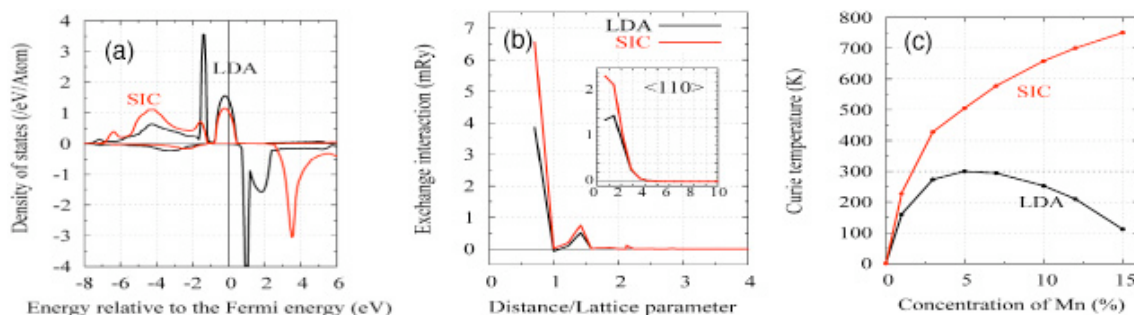 Density of states (/eV/Atom)
4
3
2
1
0
-1
-2
-3
-4
(a)
LDA
SIC
-8 -6 -4 -2 0 2 4 6
Energy relative to the Fermi energy (eV)
Exchange interaction (mRy)
7
6
5
4
3
2
1
0
(b)
LDA
SIC
<110>
2
1
0
0 2 4 6 8 10
0 1 2 3 4
Distance/Lattice parameter
Curie temperature (K)
800
700
600
500
400
300
200
100
0
(c)
SIC
LDA
0 5 10 15
Concentration of Mn (%)